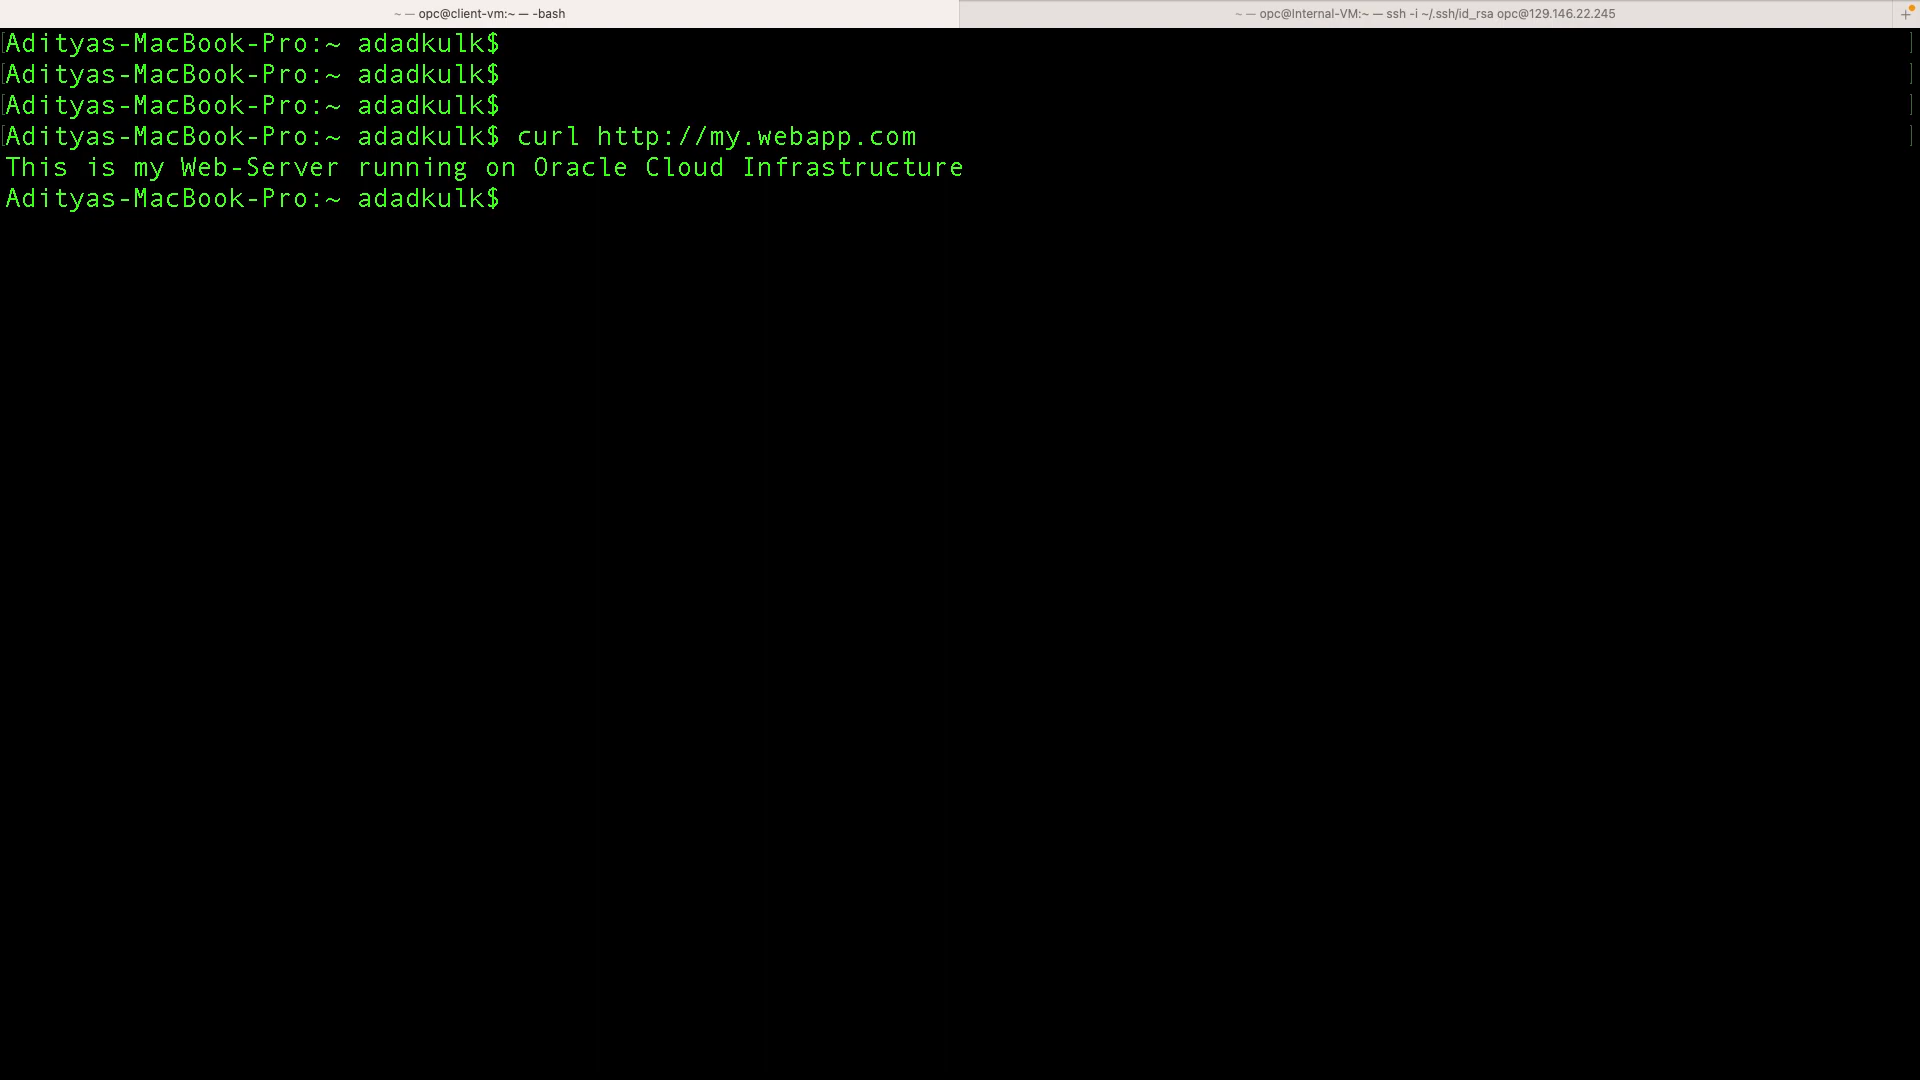 ~ — opc@client-vm:~ — -bash
~ — opc@Internal-VM:~ — ssh -i ~/.ssh/id_rsa opc@129.146.22.245
+
[Adityas-MacBook-Pro:~ adadkulk$ ]
[Adityas-MacBook-Pro:~ adadkulk$ ]
[Adityas-MacBook-Pro:~ adadkulk$ ]
[Adityas-MacBook-Pro:~ adadkulk$ curl http://my.webapp.com ]
This is my Web-Server running on Oracle Cloud Infrastructure
Adityas-MacBook-Pro:~ adadkulk$